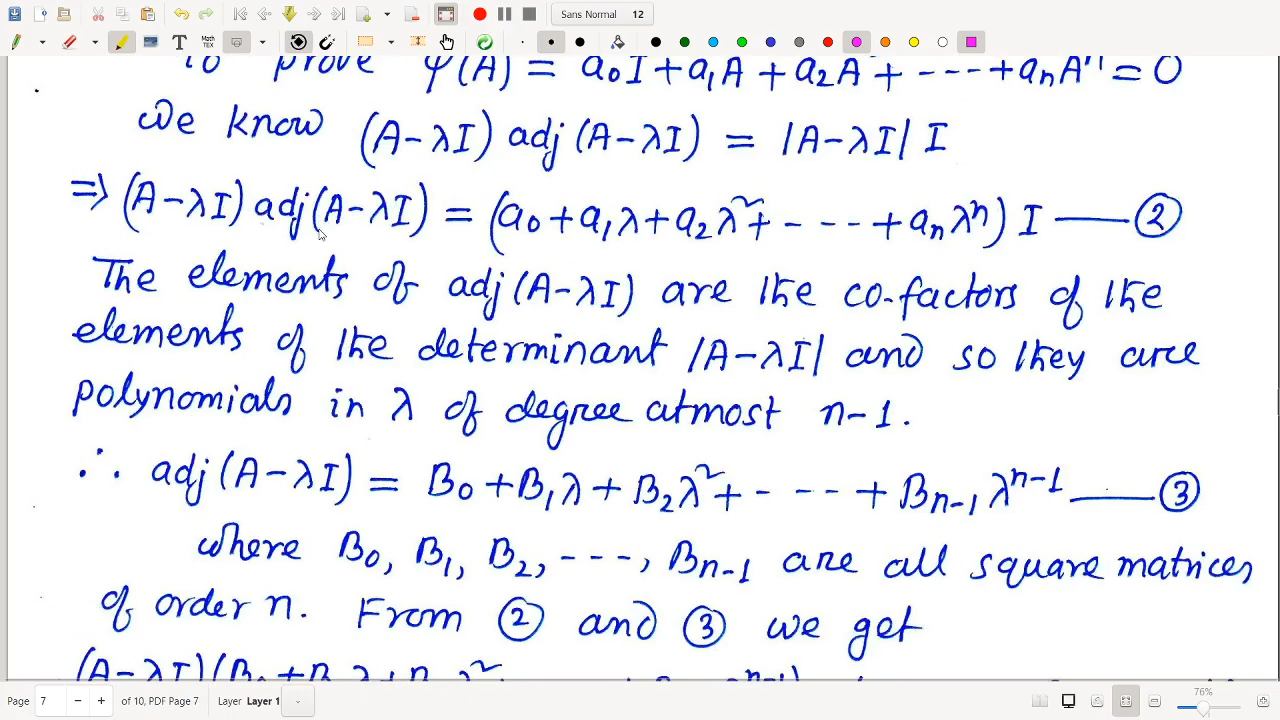 Sans Normal 12
Math TEX
To prove φ(A) = a₀I + a₁A + a₂A² + ---- + aₙAⁿ = 0
We know (A-λI) adj (A-λI) = |A-λI| I
⇒ (A-λI) adj(A-λI) = (a₀ + a₁λ + a₂λ² + - --- + aₙλⁿ) I —— ②
The elements of adj(A-λI) are the co-factors of the
elements of the determinant |A-λI| and so they are
polynomials in λ of degree atmost n-1.
∴ adj(A-λI) = B₀ + B₁λ + B₂λ² + - --- + Bₙ₋₁ λⁿ⁻¹ —— ③
where B₀, B₁, B₂, ---, Bₙ₋₁ are all square matrices
of order n. From ② and ③ we get
Page 7 of 10, PDF Page 7 Layer Layer 1 76%